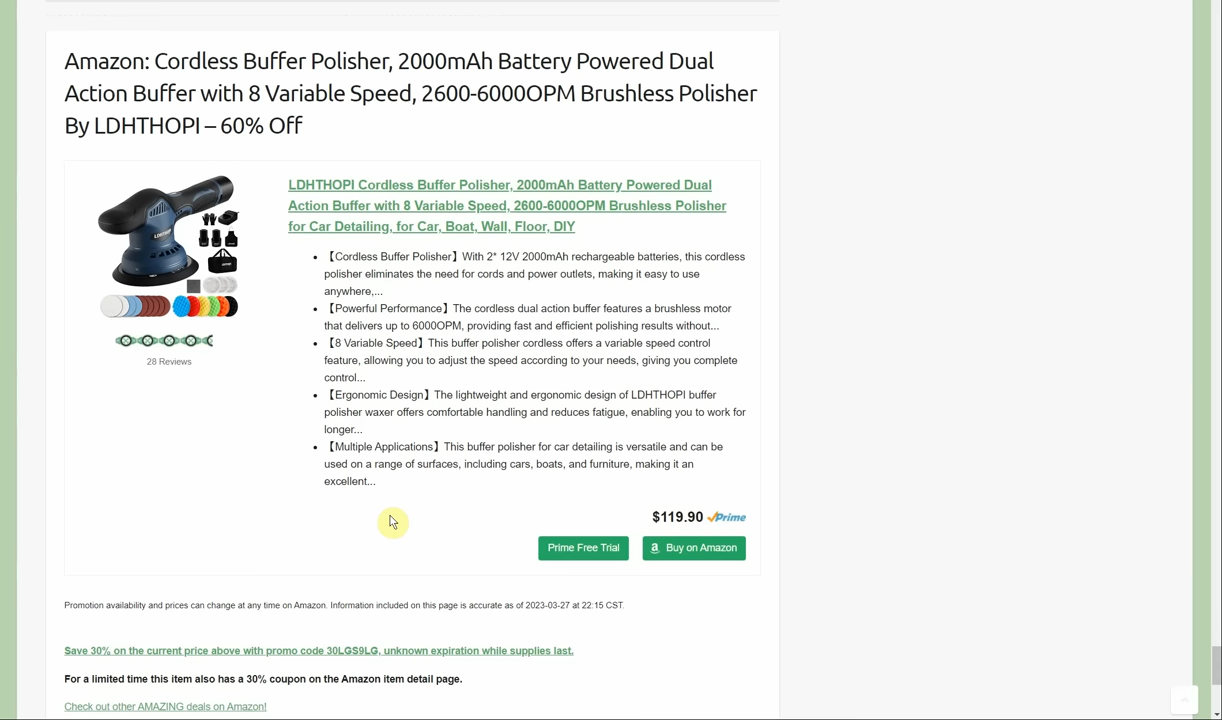 Amazon: Cordless Buffer Polisher, 2000mAh Battery Powered Dual
Action Buffer with 8 Variable Speed, 2600-6000OPM Brushless Polisher
By LDHTHOPI – 60% Off
LDHTHOPI Cordless Buffer Polisher, 2000mAh Battery Powered Dual
Action Buffer with 8 Variable Speed, 2600-6000OPM Brushless Polisher
for Car Detailing, for Car, Boat, Wall, Floor, DIY
28 Reviews
• 【Cordless Buffer Polisher】With 2* 12V 2000mAh rechargeable batteries, this cordless
polisher eliminates the need for cords and power outlets, making it easy to use
anywhere,...
• 【Powerful Performance】The cordless dual action buffer features a brushless motor
that delivers up to 6000OPM, providing fast and efficient polishing results without...
• 【8 Variable Speed】This buffer polisher cordless offers a variable speed control
feature, allowing you to adjust the speed according to your needs, giving you complete
control...
• 【Ergonomic Design】The lightweight and ergonomic design of LDHTHOPI buffer
polisher waxer offers comfortable handling and reduces fatigue, enabling you to work for
longer...
• 【Multiple Applications】This buffer polisher for car detailing is versatile and can be
used on a range of surfaces, including cars, boats, and furniture, making it an
excellent...
$119.90 Prime
Prime Free Trial
Buy on Amazon
Promotion availability and prices can change at any time on Amazon. Information included on this page is accurate as of 2023-03-27 at 22:15 CST.
Save 30% on the current price above with promo code 30LGS9LG, unknown expiration while supplies last.
For a limited time this item also has a 30% coupon on the Amazon item detail page.
Check out other AMAZING deals on Amazon!